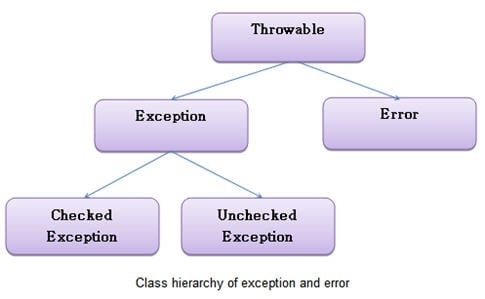 Throwable
Exception
Error
Checked
Exception
Unchecked
Exception
Class hierarchy of exception and error